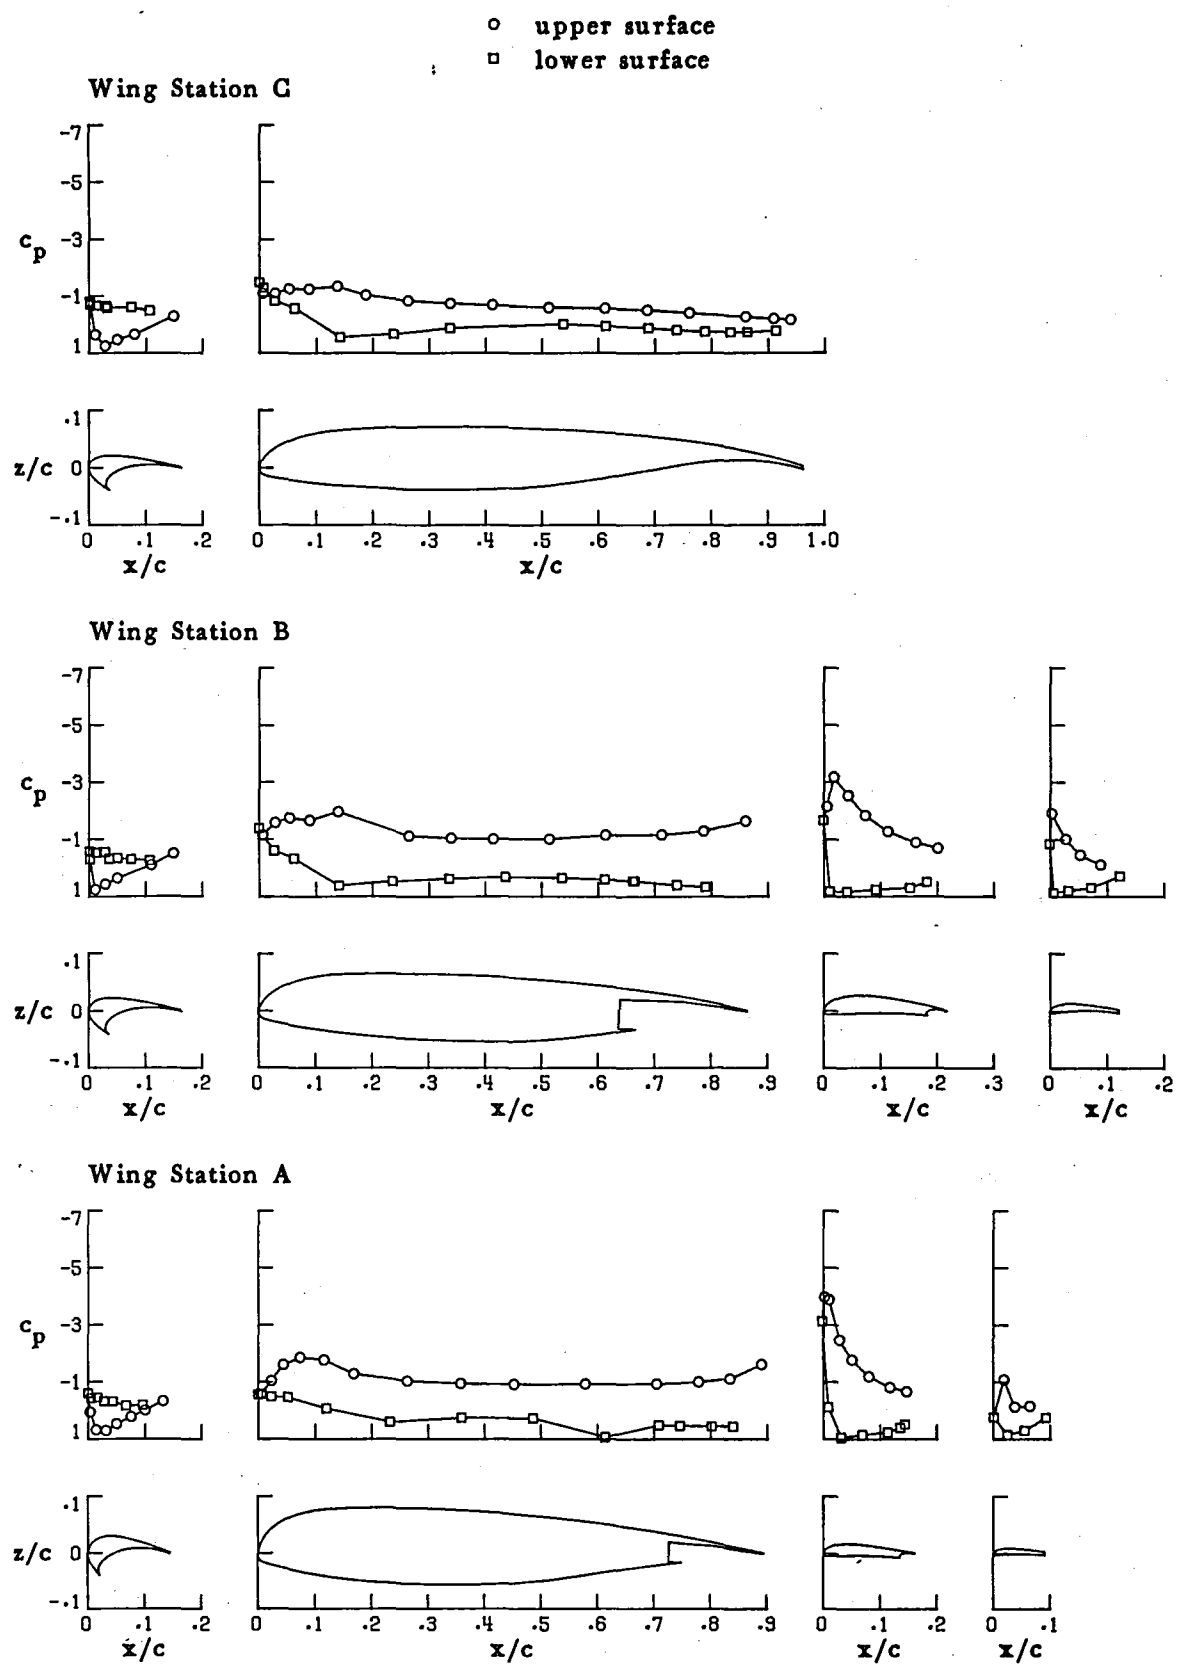 upper surface
lower surface
Wing Station C
-7
-5
-3
-1
1
c_p
.1
0
-.1
z/c
0 .1 .2
x/c
0 .1 .2 .3 .4 .5 .6 .7 .8 .9 1.0
x/c
Wing Station B
-7
-5
-3
-1
1
c_p
.1
0
-.1
z/c
0 .1 .2
x/c
0 .1 .2 .3 .4 .5 .6 .7 .8 .9
x/c
0 .1 .2 .3
x/c
0 .1 .2
x/c
Wing Station A
-7
-5
-3
-1
1
c_p
.1
0
-.1
z/c
0 .1 .2
x/c
0 .1 .2 .3 .4 .5 .6 .7 .8 .9
x/c
0 .1 .2
x/c
0 .1
x/c